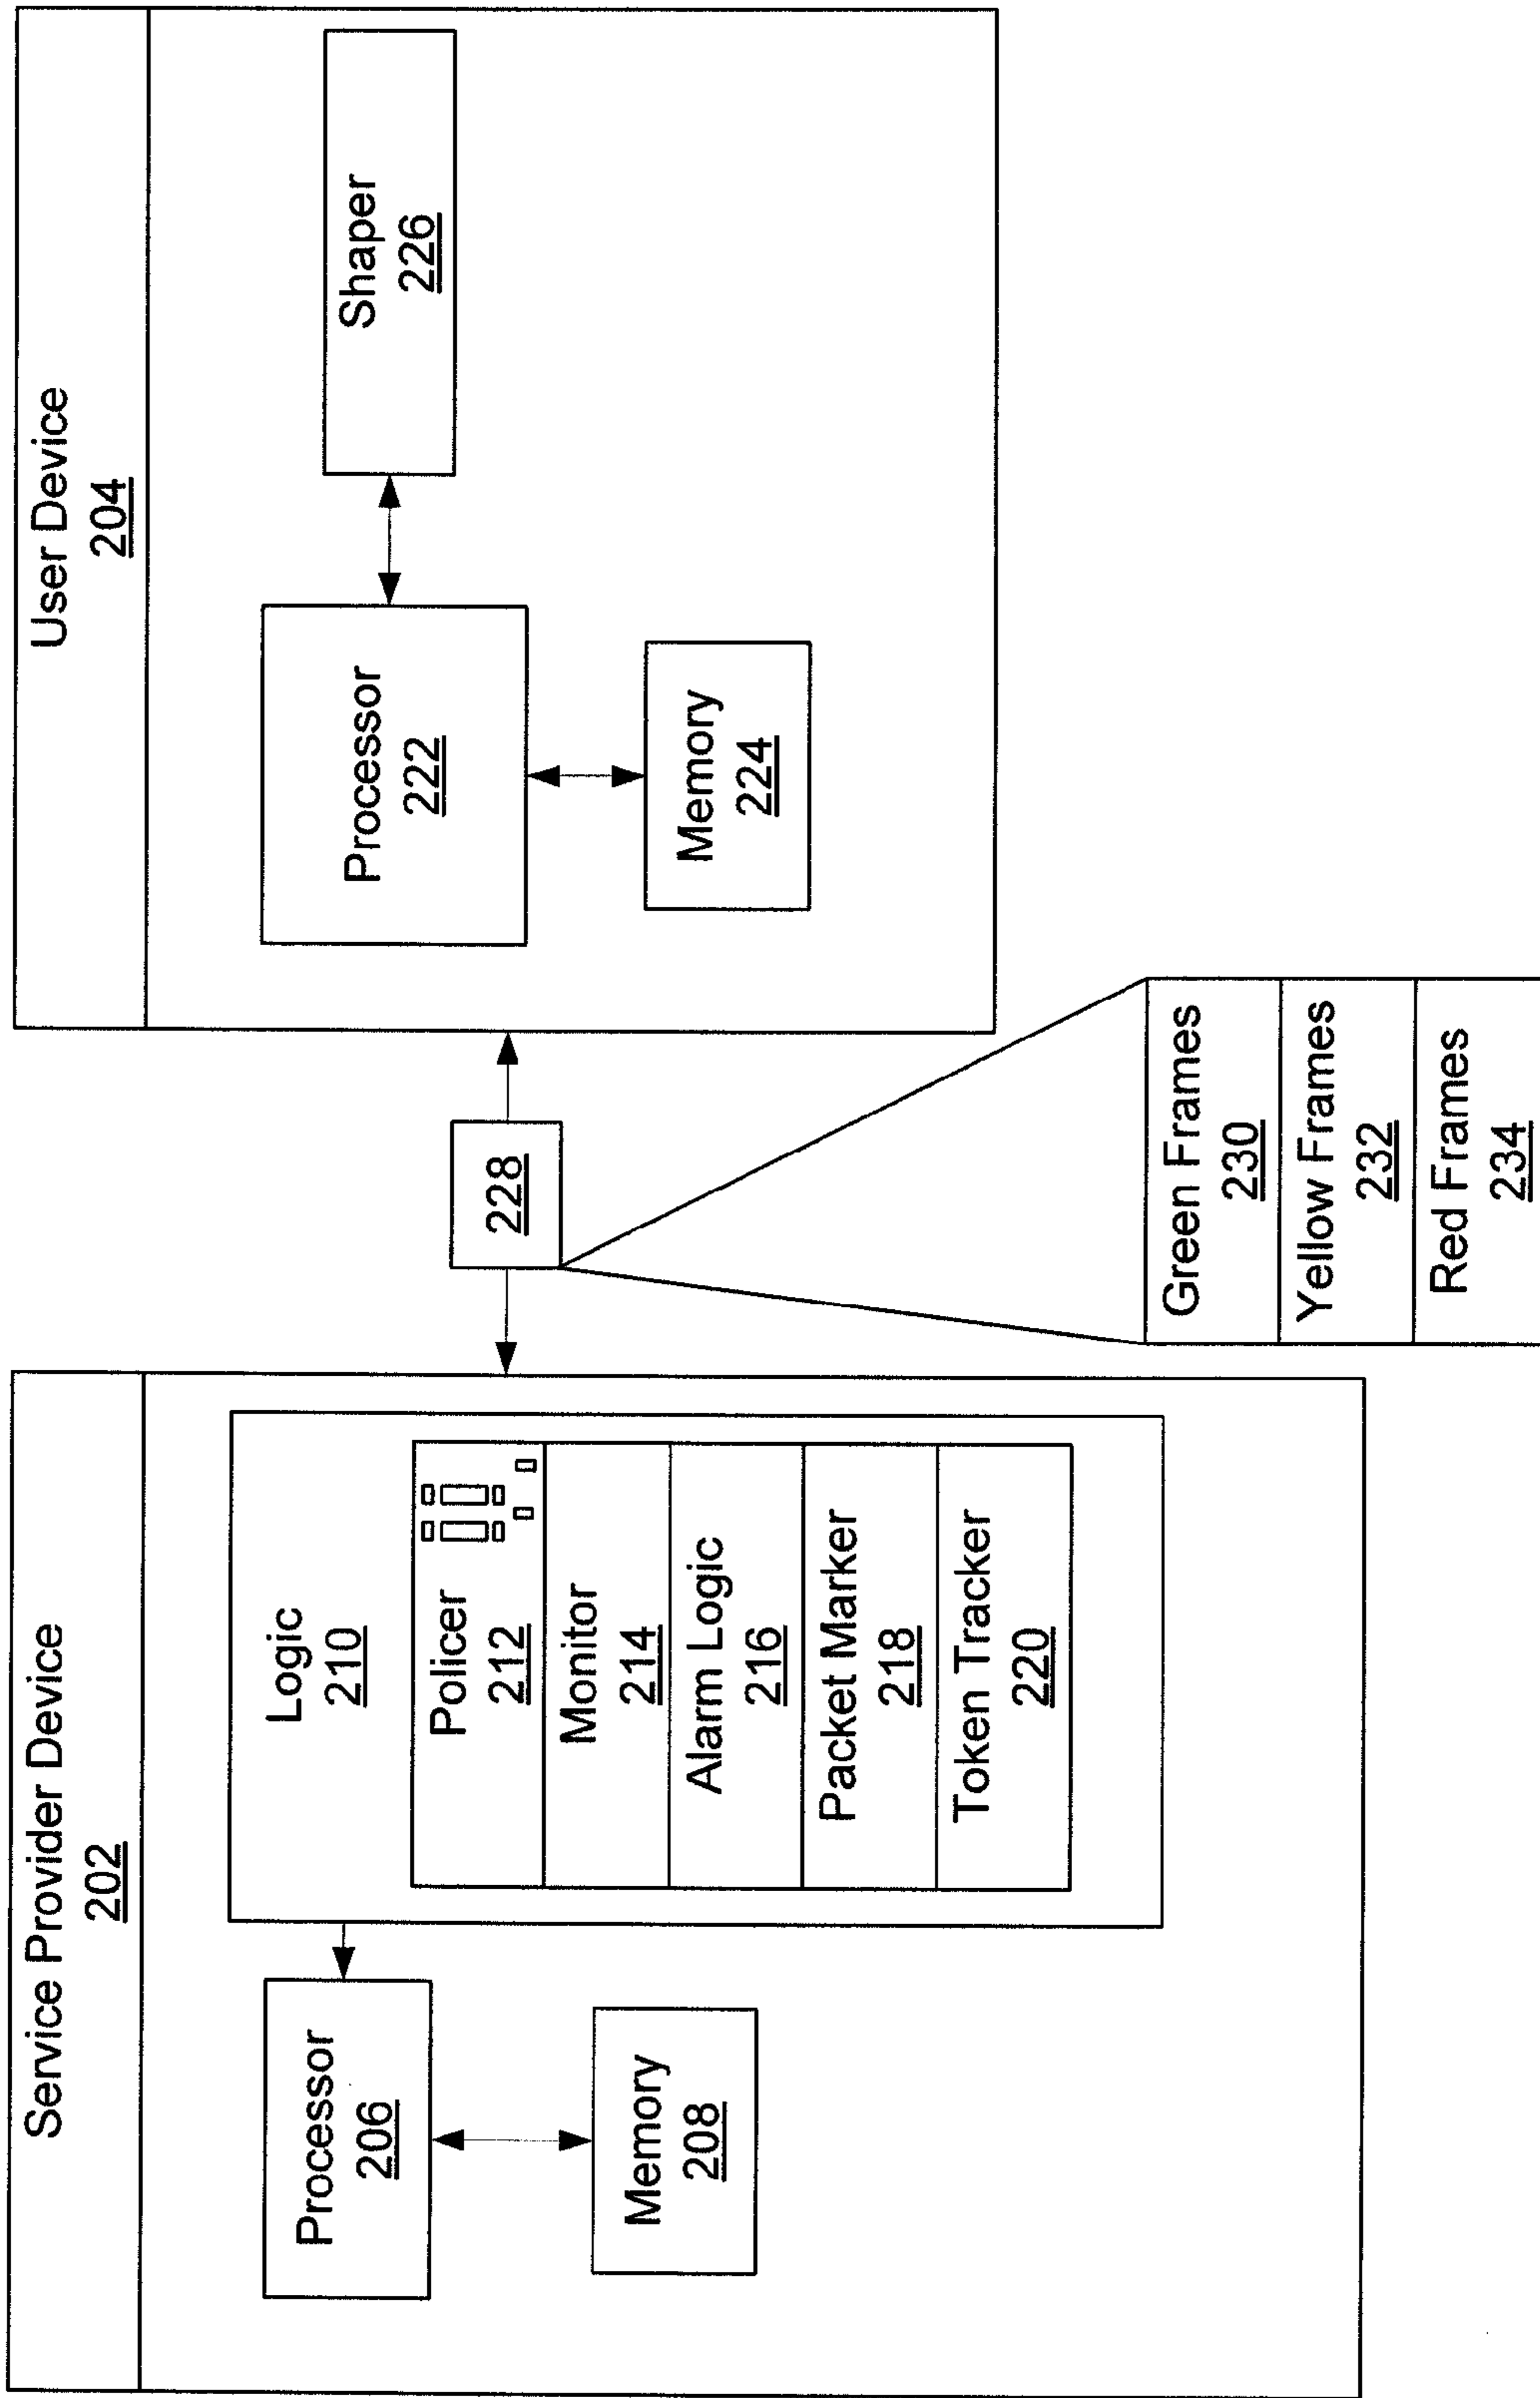 Service Provider Device
202
Processor
206
Memory
208
Logic
210
Policer
212
Monitor
214
Alarm Logic
216
Packet Marker
218
Token Tracker
220
228
Green Frames
230
Yellow Frames
232
Red Frames
234
User Device
204
Processor
222
Memory
224
Shaper
226